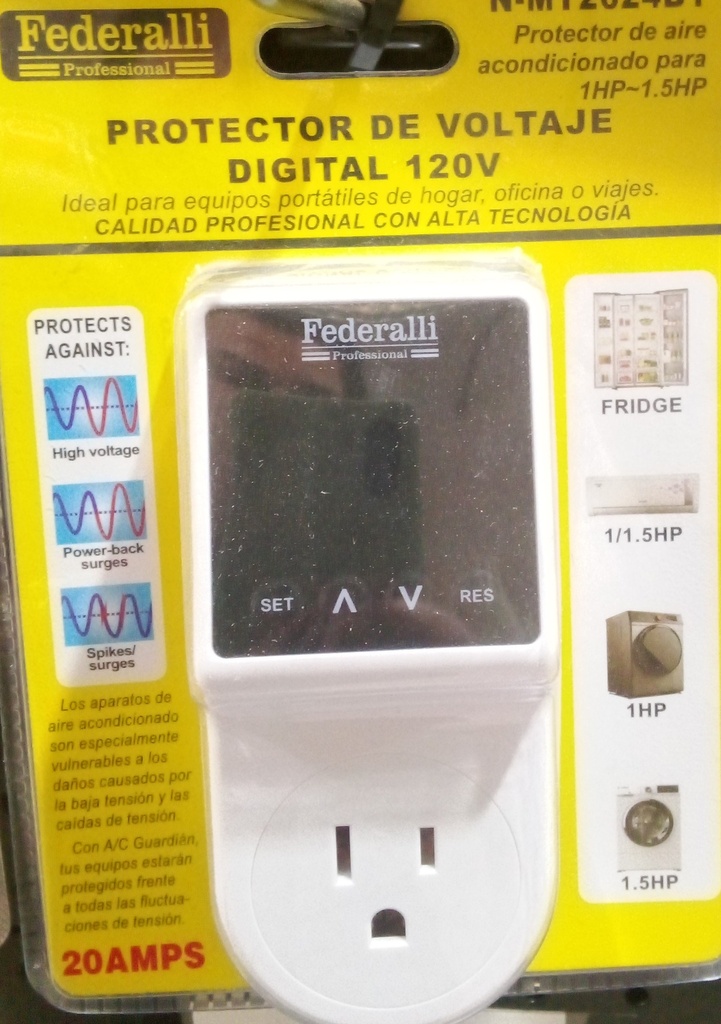 Federalli
Professional
Protector de aire
acondicionado para
1HP~1.5HP
PROTECTOR DE VOLTAJE
DIGITAL 120V
Ideal para equipos portátiles de hogar, oficina o viajes.
CALIDAD PROFESIONAL CON ALTA TECNOLOGÍA
PROTECTS
AGAINST:
High voltage
Power-back
surges
Spikes/
surges
Los aparatos de
aire acondicionado
son especialmente
vulnerables a los
daños causados por
la baja tensión y las
caídas de tensión.
Con A/C Guardián,
tus equipos estarán
protegidos frente
a todas las fluctua-
ciones de tensión.
20AMPS
Federalli
Professional
SET
RES
FRIDGE
1/1.5HP
1HP
1.5HP